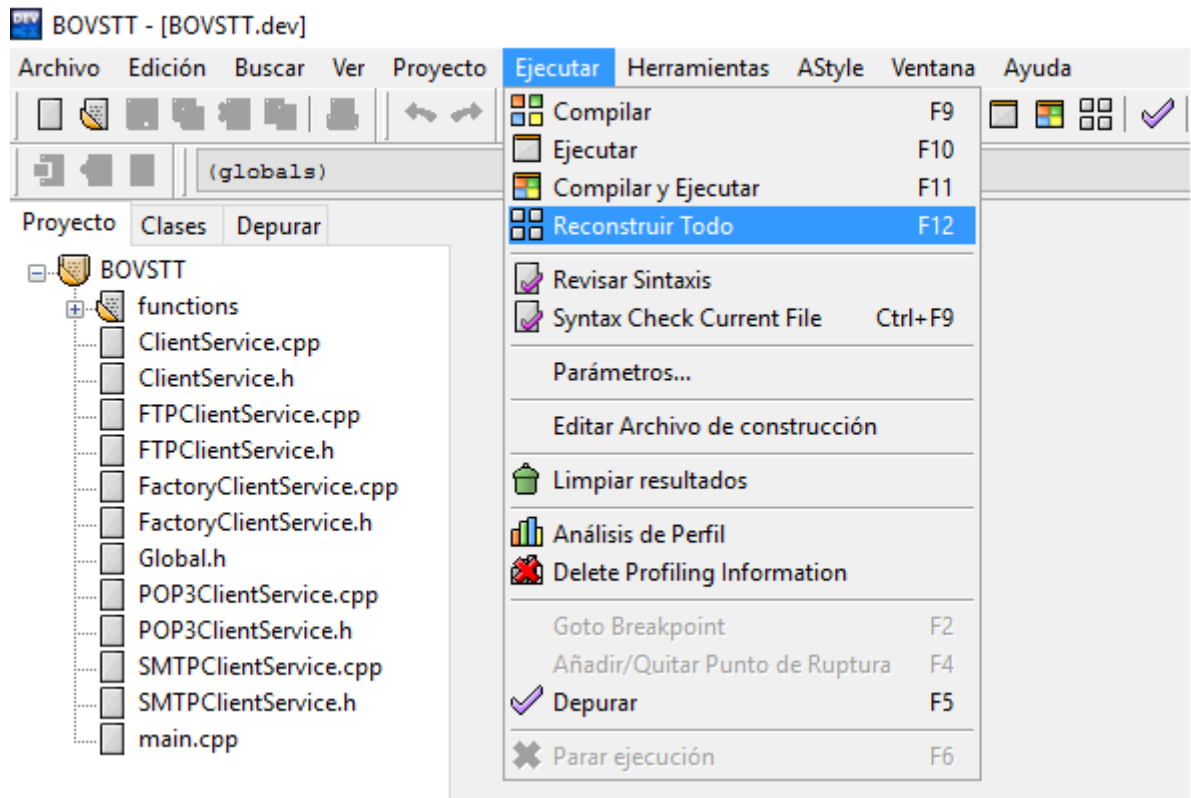 DEV
BOVSTT - [BOVSTT.dev]
Archivo Edición Buscar Ver Proyecto Ejecutar Herramientas AStyle Ventana Ayuda
Compilar F9
Ejecutar F10
(globals)
Compilar y Ejecutar F11
Proyecto Clases Depurar
Reconstruir Todo F12
BOVSTT
functions
ClientService.cpp
ClientService.h
FTPClientService.cpp
FTPClientService.h
FactoryClientService.cpp
FactoryClientService.h
Global.h
POP3ClientService.cpp
POP3ClientService.h
SMTPClientService.cpp
SMTPClientService.h
main.cpp
Revisar Sintaxis
Syntax Check Current File Ctrl+F9
Parámetros...
Editar Archivo de construcción
Limpiar resultados
Análisis de Perfil
Delete Profiling Information
Goto Breakpoint F2
Añadir/Quitar Punto de Ruptura F4
Depurar F5
Parar ejecución F6